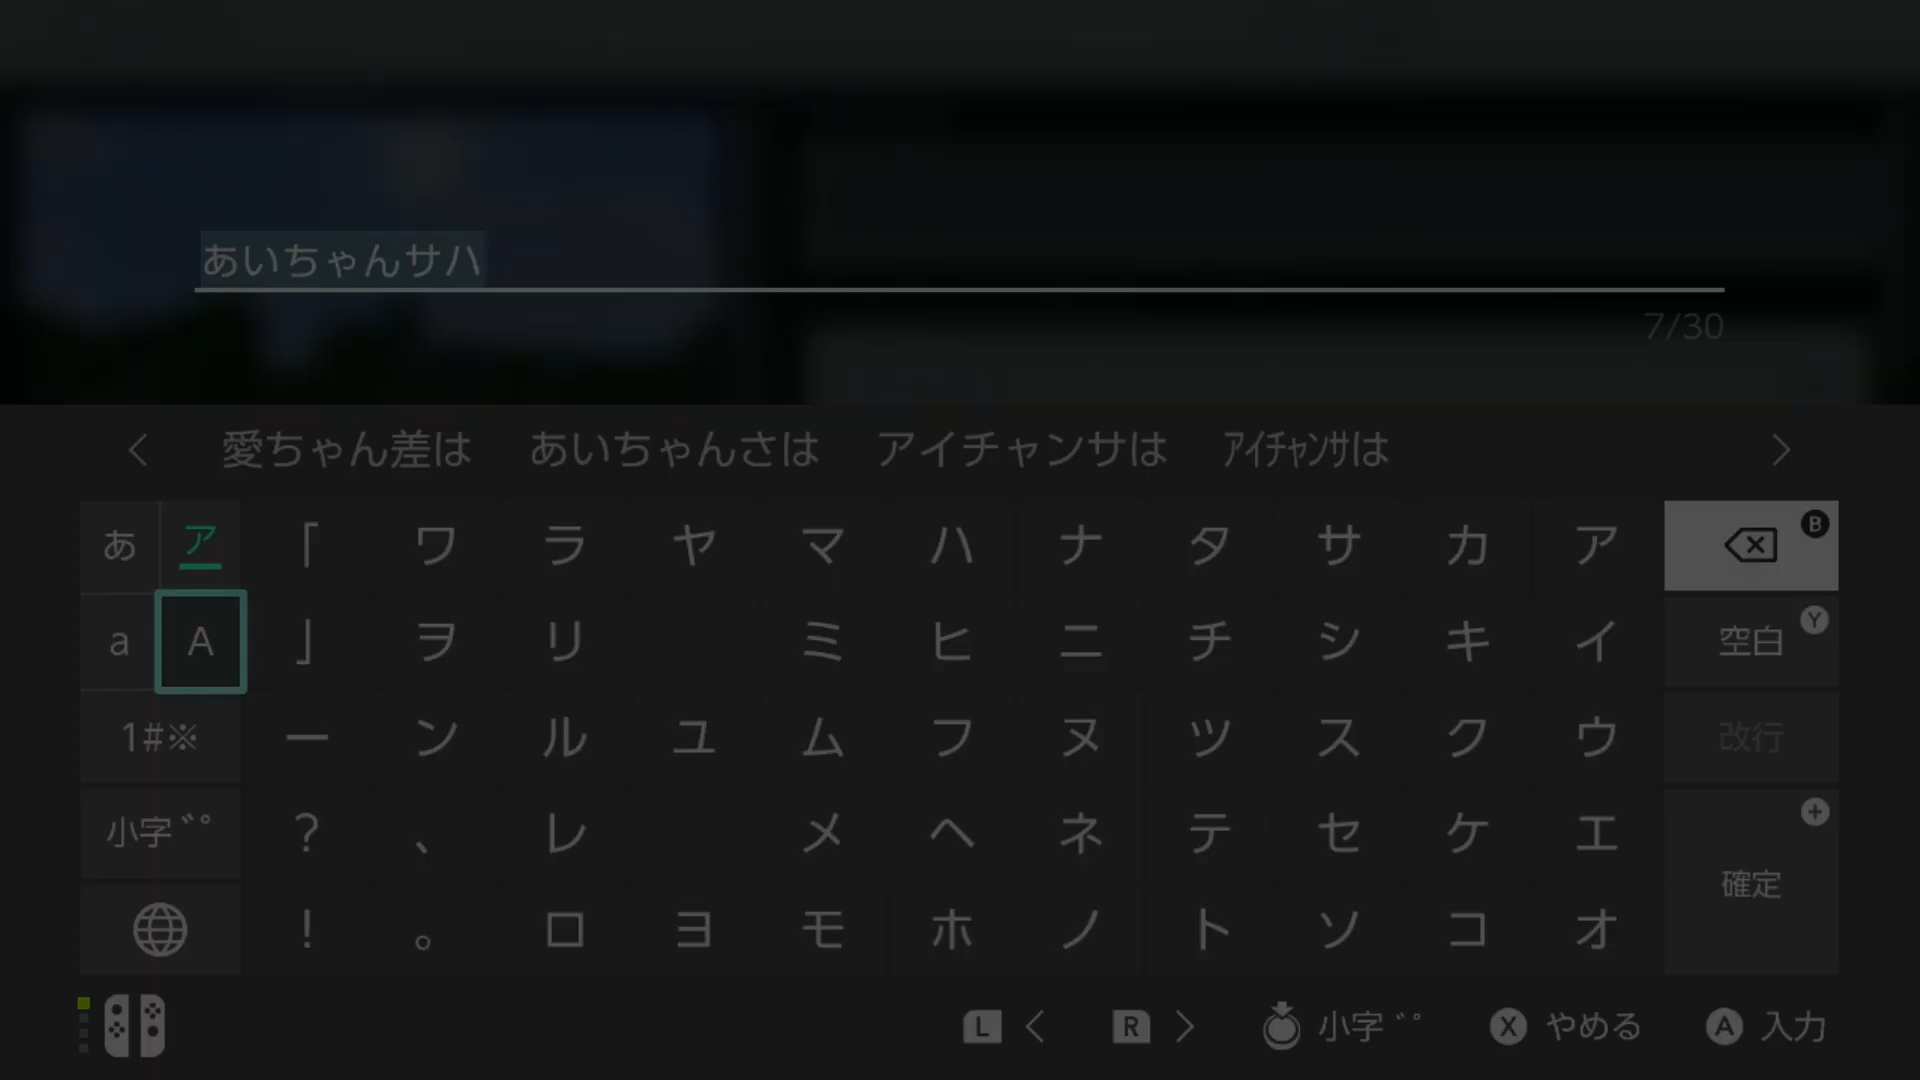 あいちゃんサハ
7/30
愛ちゃん差は あいちゃんさは アイチャンサは ｱｲﾁｬﾝｻは
あ ア 「 ワ ラ ヤ マ ハ ナ タ サ カ ア B
a A 」 ヲ リ ミ ヒ ニ チ シ キ イ 空白 Y
1#※ ー ン ル ユ ム フ ヌ ツ ス ク ウ 改行
小字゛゜ ? 、 レ メ ヘ ネ テ セ ケ エ 確定 +
! 。 ロ ヨ モ ホ ノ ト ソ コ オ
L R 小字゛゜ X やめる A 入力